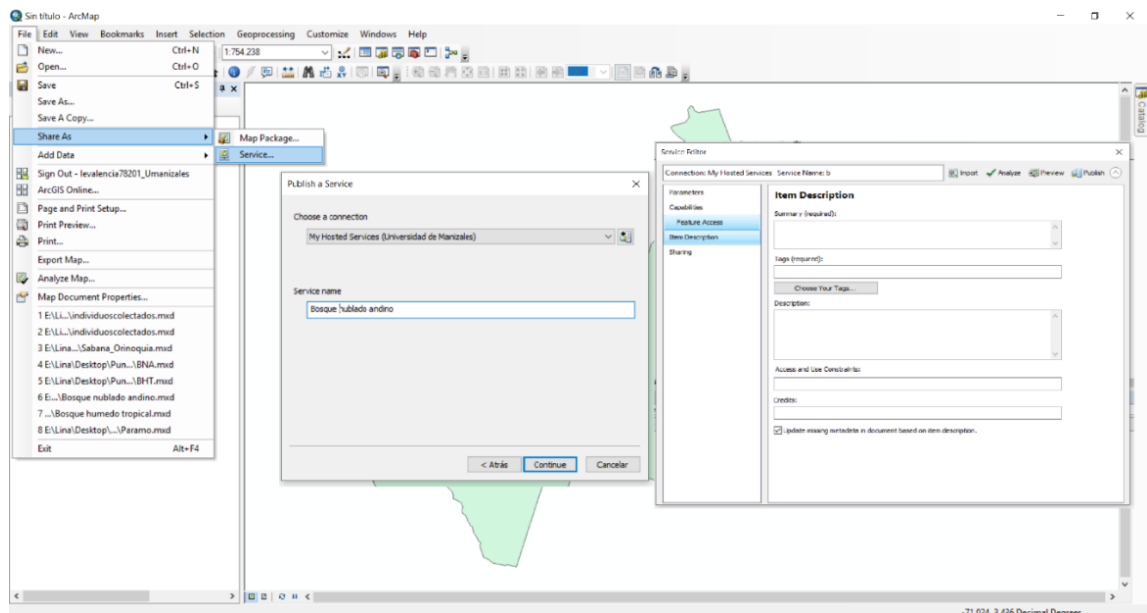 Sin título - ArcMap
File Edit View Bookmarks Insert Selection Geoprocessing Customize Windows Help
New... Ctrl+N
1:754.238
Open... Ctrl+O
Save Ctrl+S
Save As...
Save A Copy...
Share As
Add Data
Sign Out - levalencia78201_Umanizales
ArcGIS Online...
Page and Print Setup...
Print Preview...
Print...
Export Map...
Analyze Map...
Map Document Properties...
1 E:\Li...\individuoscolectados.mxd
2 E:\Li...\individuoscolectados.mxd
3 E:\Lina...\Sabana_Orinoquia.mxd
4 E:\Lina\Desktop\Pun...\BNA.mxd
5 E:\Lina\Desktop\Pun...\BHT.mxd
6 E:...\Bosque nublado andino.mxd
7 ...\Bosque humedo tropical.mxd
8 E:\Lina\Desktop\...\Paramo.mxd
Exit Alt+F4
Map Package...
Service...
Publish a Service
Choose a connection
My Hosted Services (Universidad de Manizales)
Service name
Bosque nublado andino
< Atrás Continue Cancelar
Service Editor
Connection: My Hosted Services Service Name: b
Import Analyze Preview Publish
Parameters
Capabilities
Feature Access
Item Description
Sharing
Item Description
Summary (required):
Tags (required):
Choose Your Tags...
Description:
Access and Use Constraints:
Credits:
Update missing metadata in document based on item description.
Catalog
-71,024 3,436 Decimal Degrees